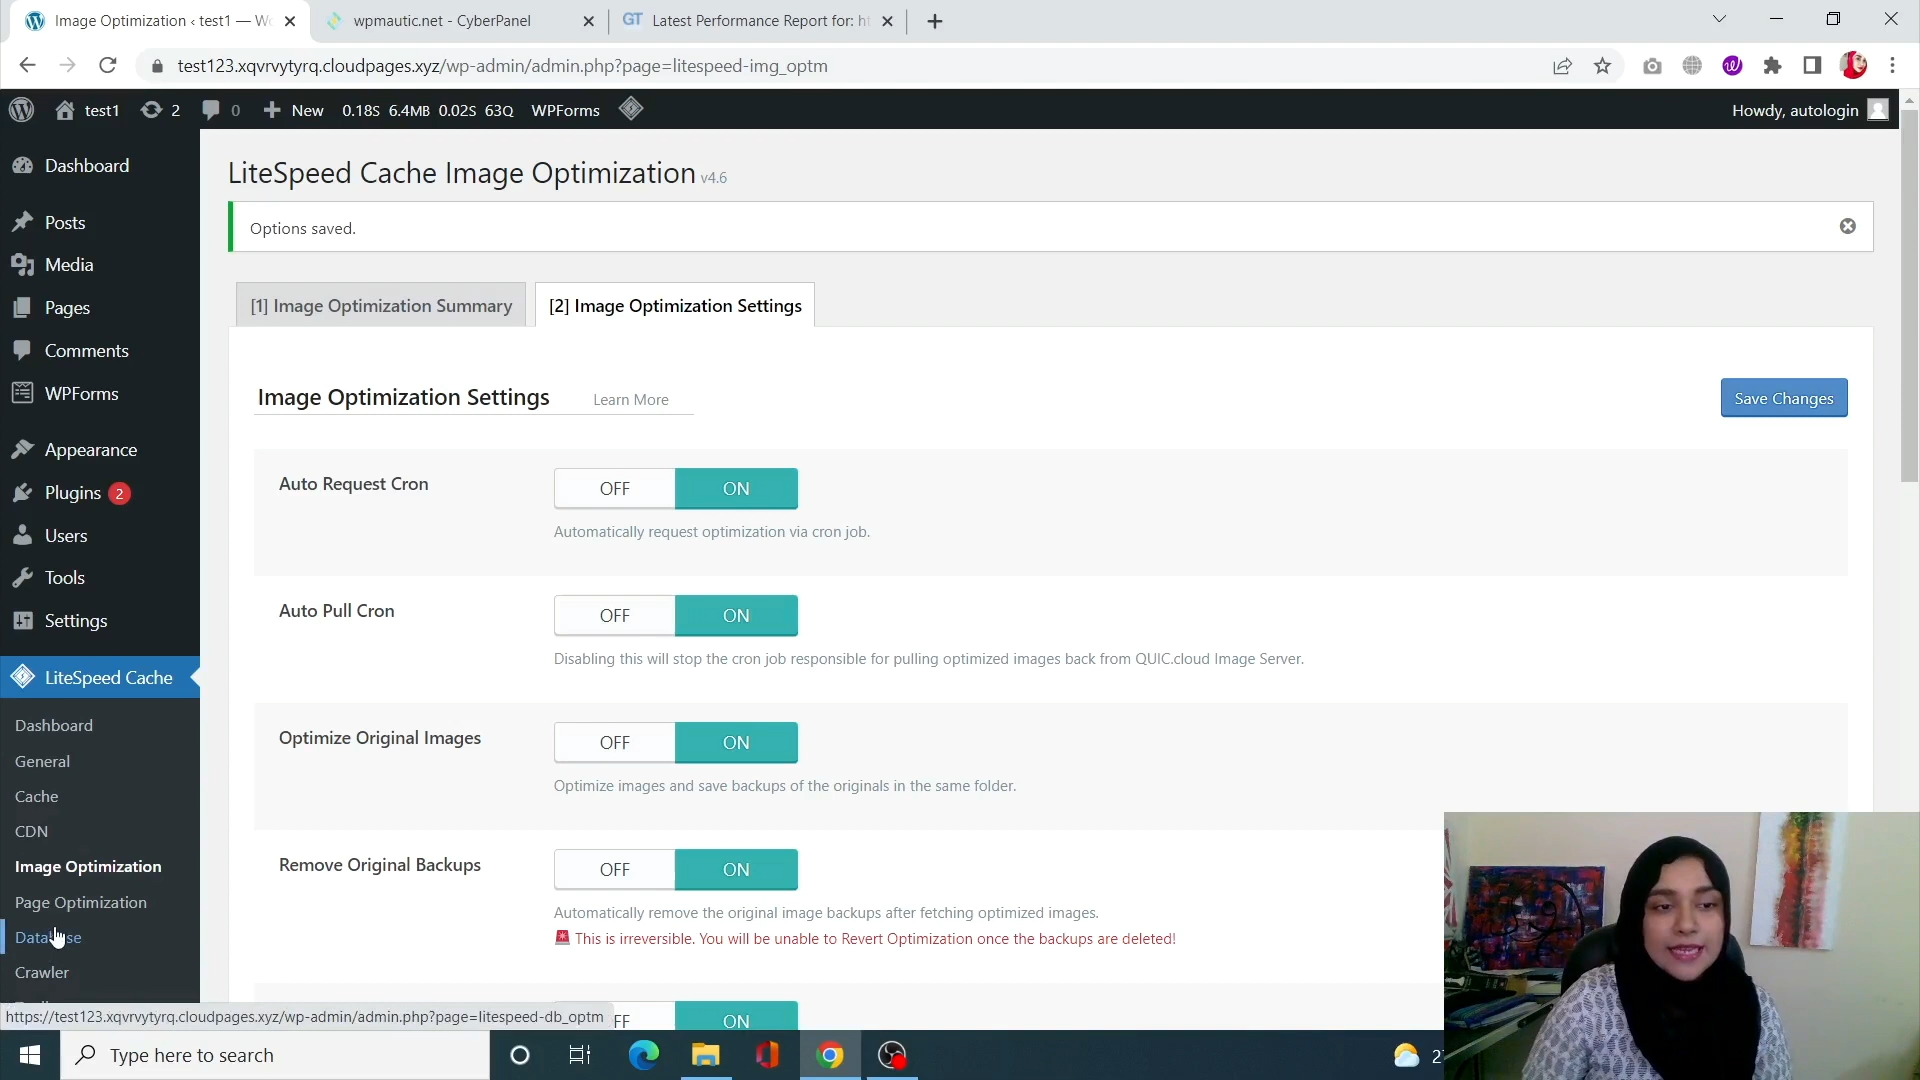 Image Optimization ‹ test1 — W
wpmautic.net - CyberPanel
GT Latest Performance Report for: ht
test123.xqvrvytyrq.cloudpages.xyz/wp-admin/admin.php?page=litespeed-img_optm
test1
2
0
New
0.18S 6.4MB 0.02S 63Q
WPForms
Howdy, autologin
Dashboard
Posts
Media
Pages
Comments
WPForms
Appearance
Plugins 2
Users
Tools
Settings
LiteSpeed Cache
Dashboard
General
Cache
CDN
Image Optimization
Page Optimization
Database
Crawler
LiteSpeed Cache Image Optimization v4.6
Options saved.
[1] Image Optimization Summary
[2] Image Optimization Settings
Image Optimization Settings
Learn More
Save Changes
Auto Request Cron
OFF ON
Automatically request optimization via cron job.
Auto Pull Cron
OFF ON
Disabling this will stop the cron job responsible for pulling optimized images back from QUIC.cloud Image Server.
Optimize Original Images
OFF ON
Optimize images and save backups of the originals in the same folder.
Remove Original Backups
OFF ON
Automatically remove the original image backups after fetching optimized images.
This is irreversible. You will be unable to Revert Optimization once the backups are deleted!
ON
https://test123.xqvrvytyrq.cloudpages.xyz/wp-admin/admin.php?page=litespeed-db_optm
Type here to search